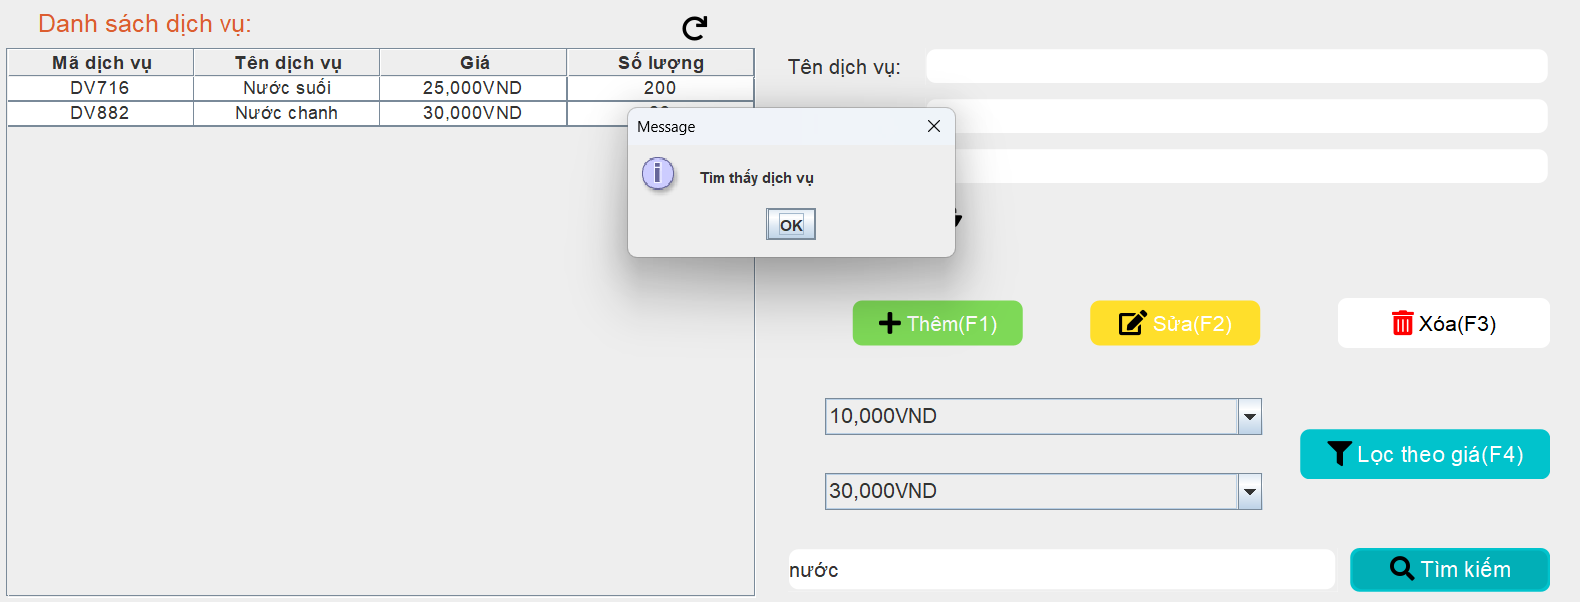 Danh sách dịch vụ:
Mã dịch vụ Tên dịch vụ Giá Số lượng
DV716 Nước suối 25,000VND 200
DV882 Nước chanh 30,000VND
Tên dịch vụ:
Message
Tìm thấy dịch vụ
OK
Thêm(F1) Sửa(F2) Xóa(F3)
10,000VND
Lọc theo giá(F4)
30,000VND
nước Tìm kiếm